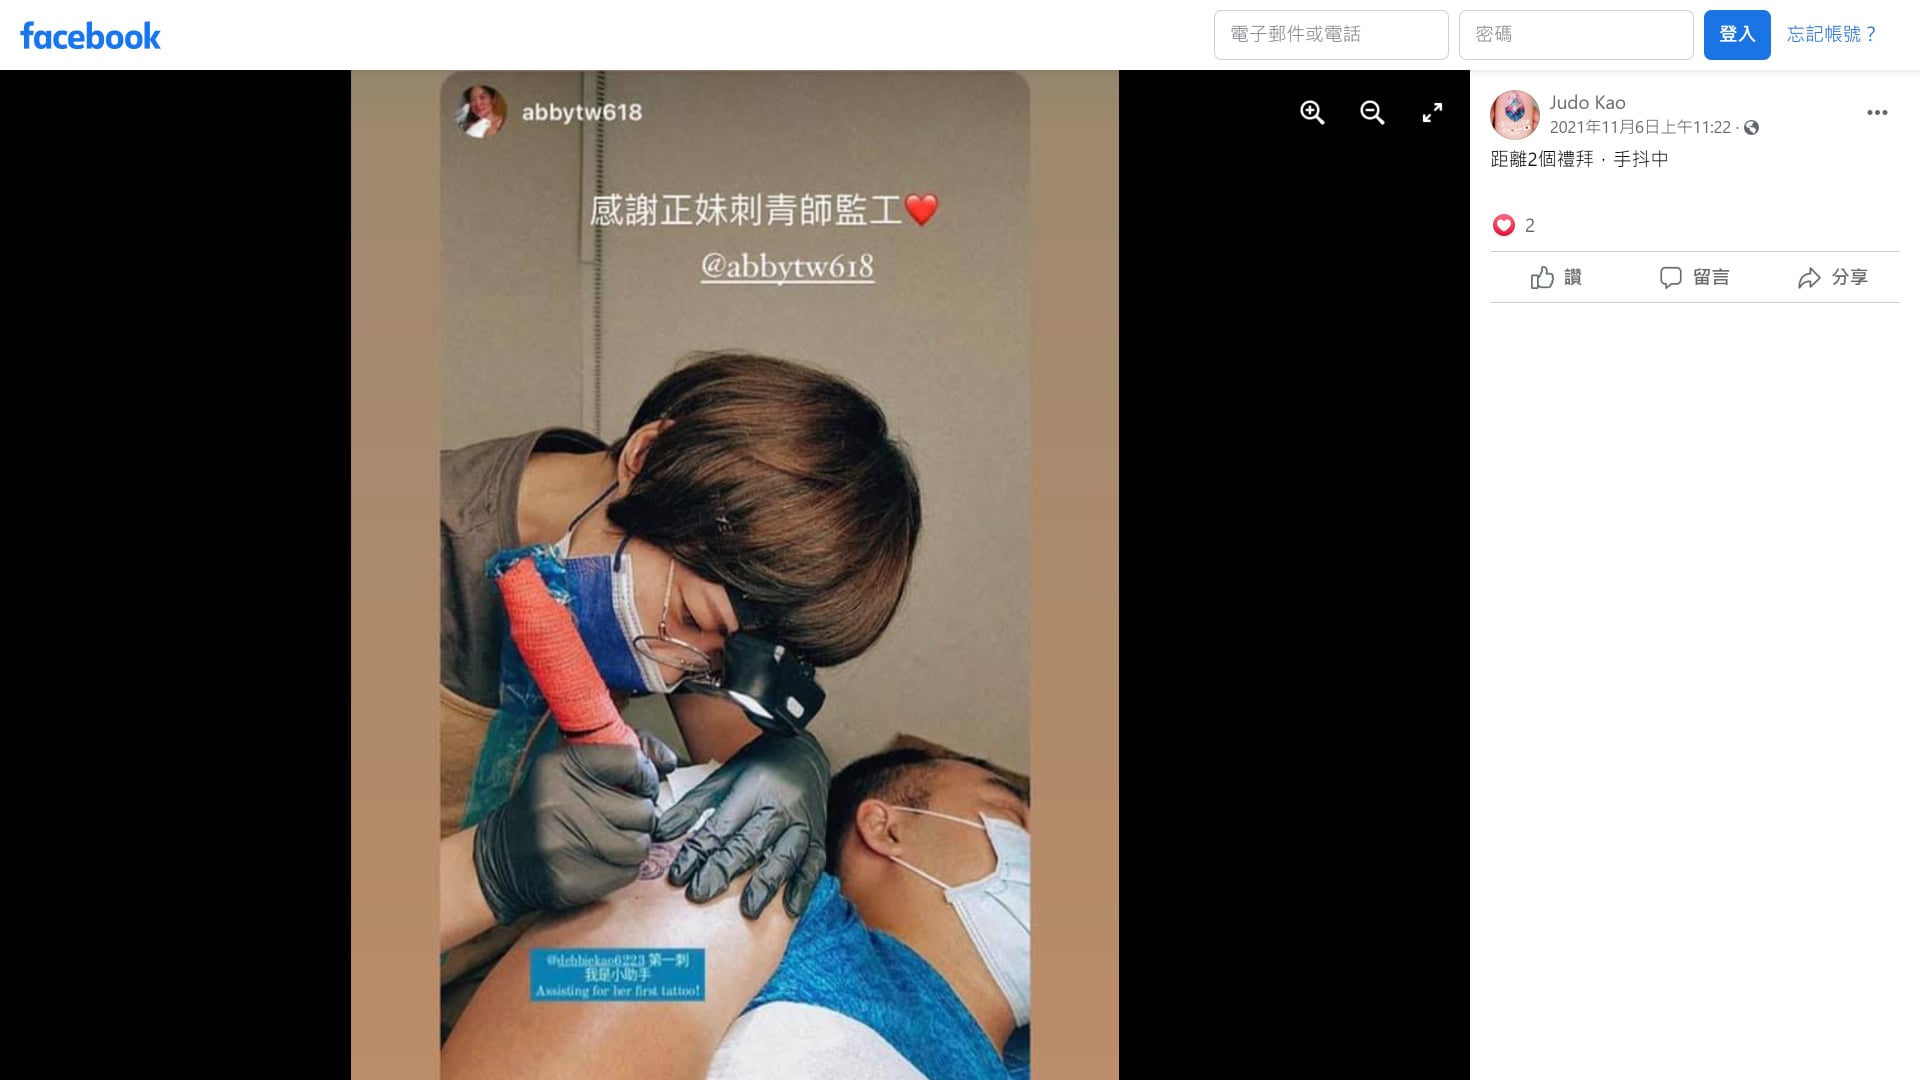 facebook
電子郵件或電話
密碼
登入
忘記帳號？
abbytw618
感謝正妹刺青師監工❤️
@abbytw618
@debbiekao6223 第一刺
我是小助手
Assisting for her first tattoo!
Judo Kao
2021年11月6日上午11:22 ·
距離2個禮拜，手抖中
2
讚
留言
分享